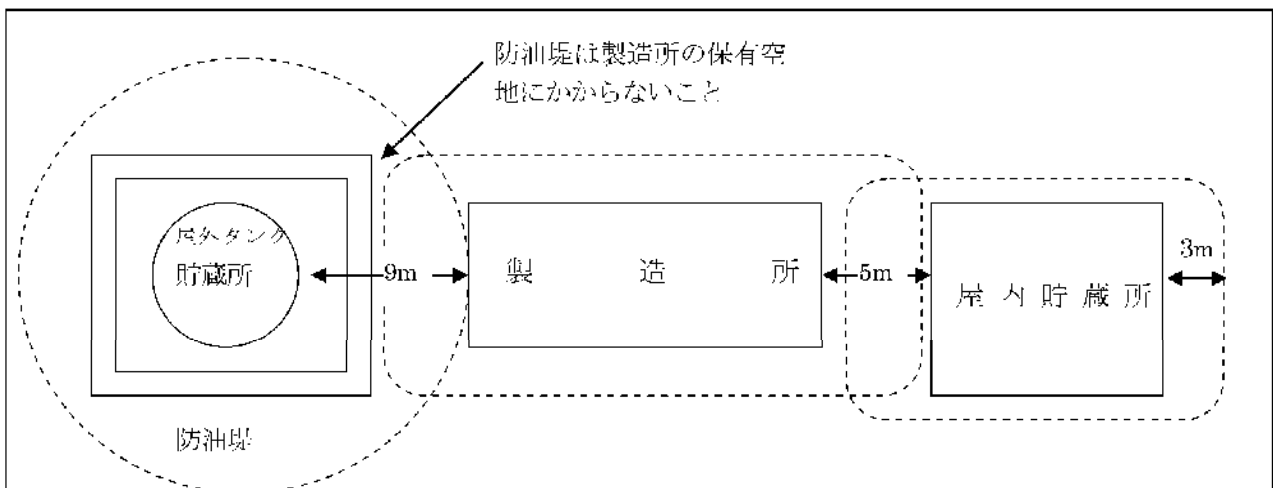 防油堤は製造所の保有空
地にかからないこと
屋外タンク
貯蔵所
9m
製造所
5m
屋内貯蔵所
3m
防油堤